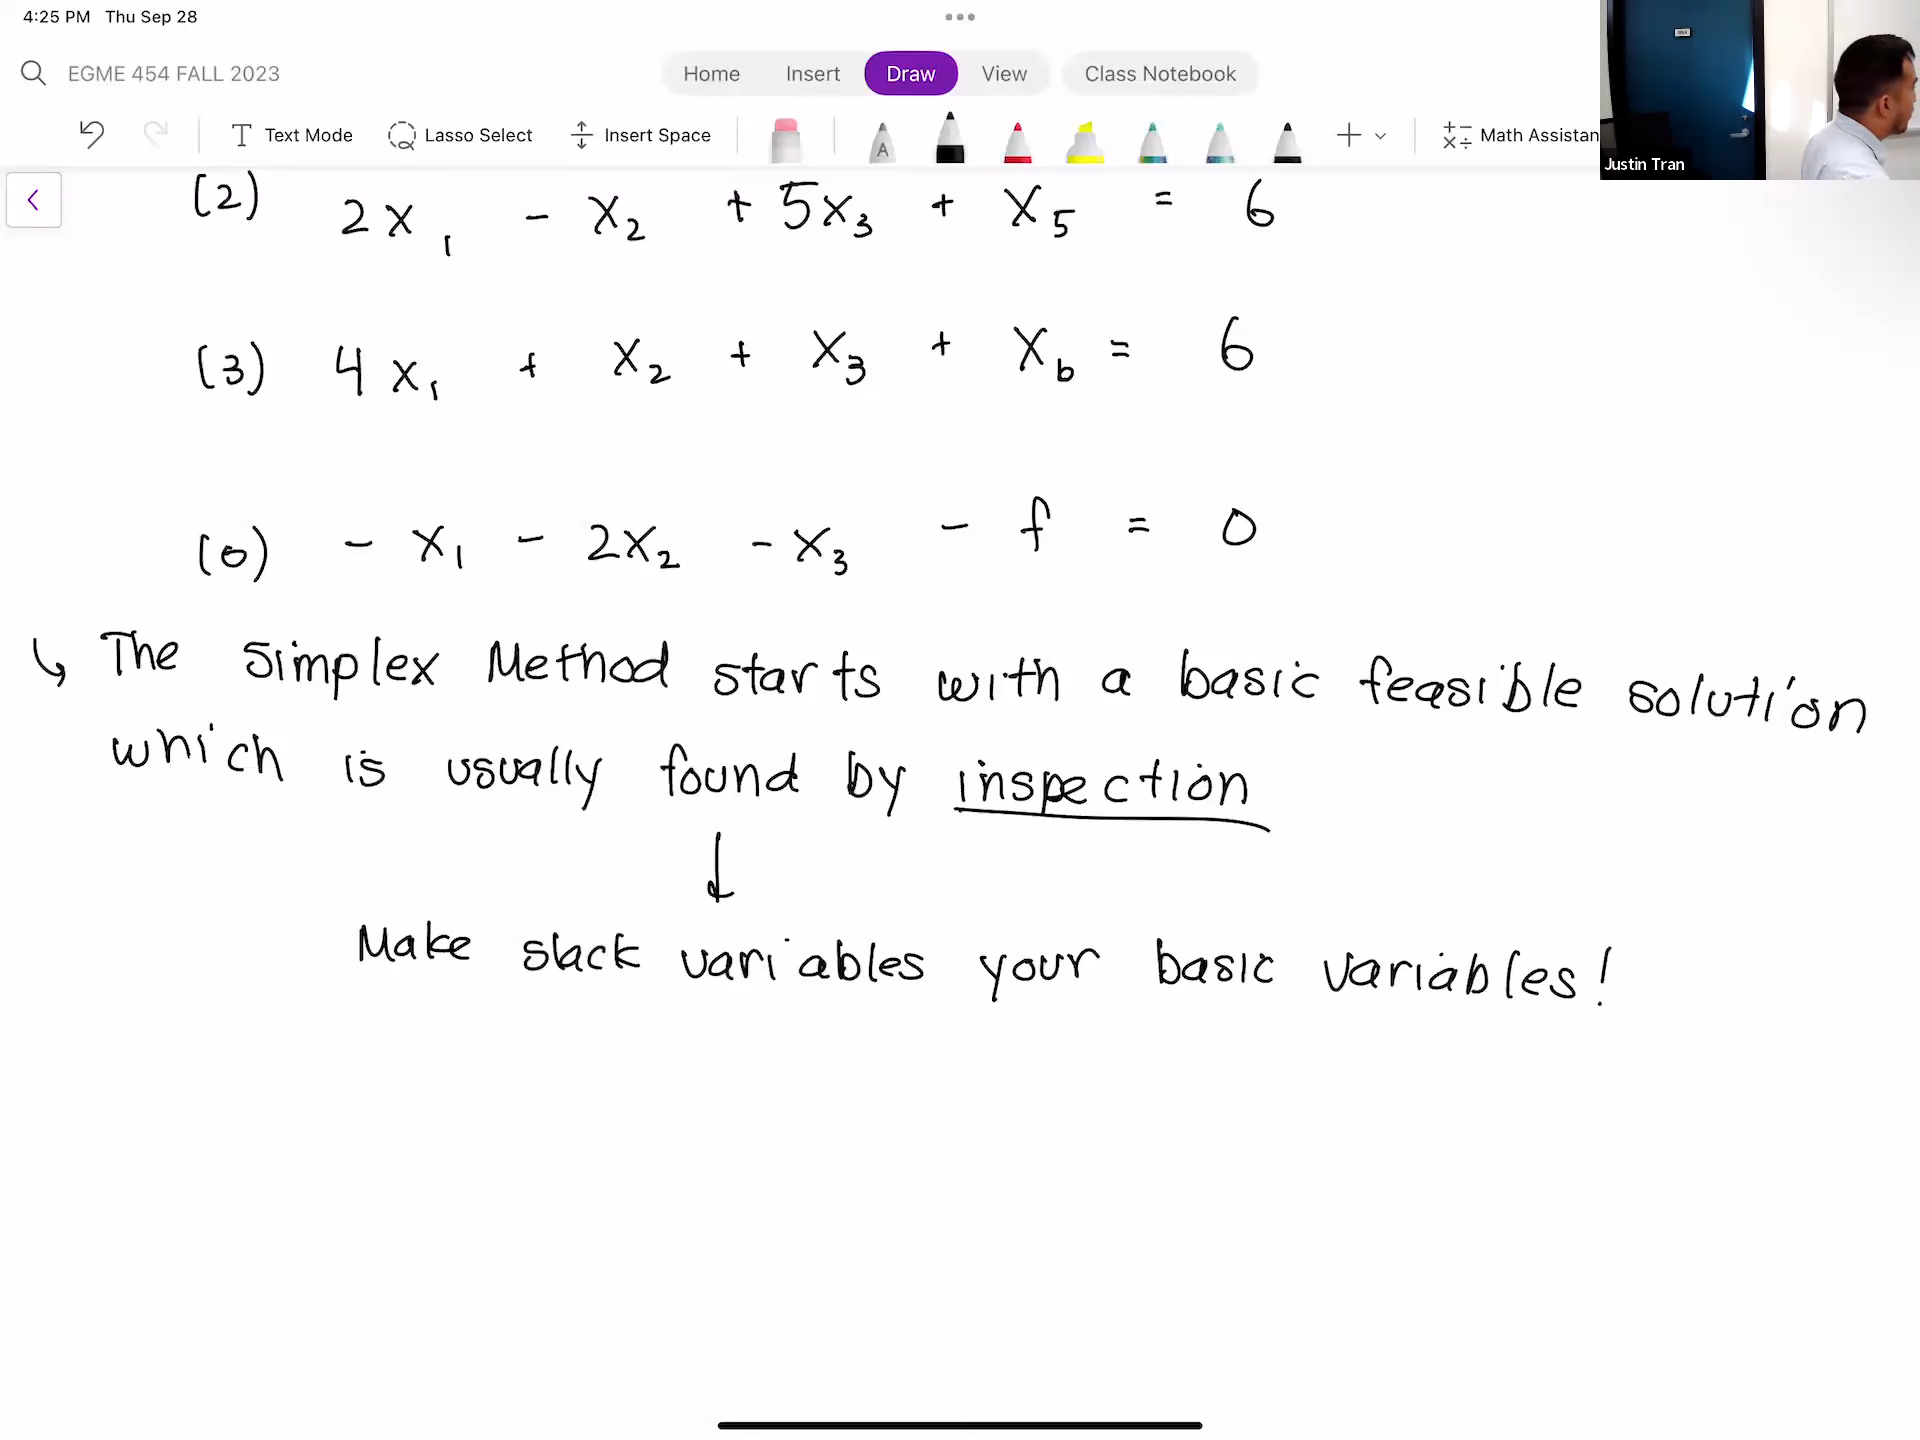 4:25 PM Thu Sep 28
EGME 454 FALL 2023
Home Insert Draw View Class Notebook
Text Mode Lasso Select Insert Space A Math Assistan
Justin Tran
(2) 2x₁ - x₂ + 5x₃ + x₅ = 6
(3) 4x₁ + x₂ + x₃ + x₆ = 6
(0) - x₁ - 2x₂ - x₃ - f = 0
↳ The Simplex Method starts with a basic feasible solution
which is usually found by inspection
↓
Make slack variables your basic variables!